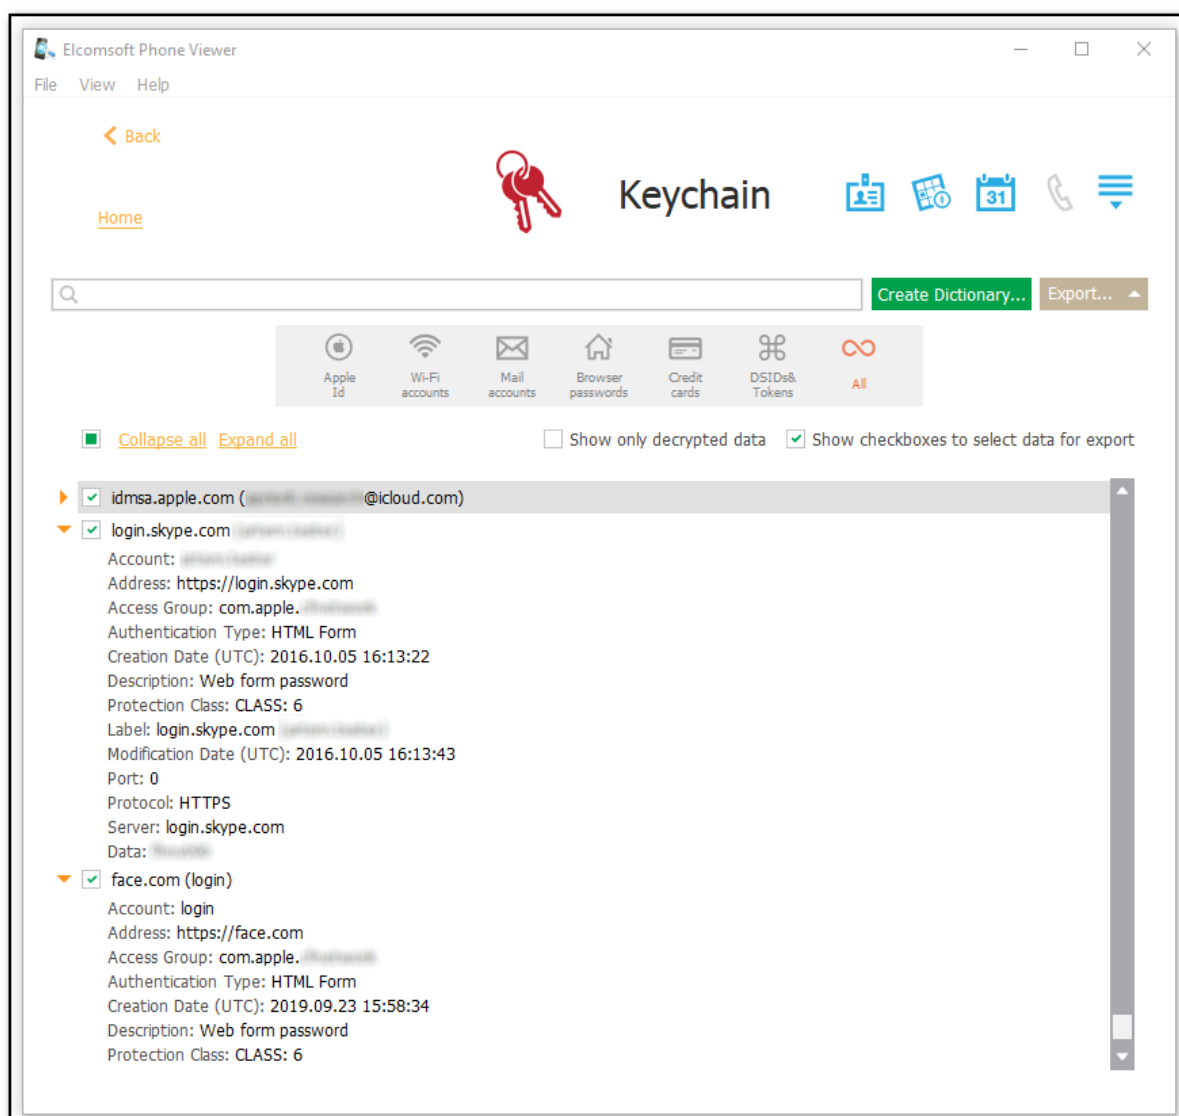 Elcomsoft Phone Viewer
File View Help
Back
Home
Keychain
31
Create Dictionary... Export...
Apple Id
Wi-Fi accounts
Mail accounts
Browser passwords
Credit cards
DSIDs& Tokens
All
Collapse all Expand all Show only decrypted data Show checkboxes to select data for export
idmsa.apple.com ( @icloud.com)
login.skype.com
Account:
Address: https://login.skype.com
Access Group: com.apple.
Authentication Type: HTML Form
Creation Date (UTC): 2016.10.05 16:13:22
Description: Web form password
Protection Class: CLASS: 6
Label: login.skype.com
Modification Date (UTC): 2016.10.05 16:13:43
Port: 0
Protocol: HTTPS
Server: login.skype.com
Data:
face.com (login)
Account: login
Address: https://face.com
Access Group: com.apple.
Authentication Type: HTML Form
Creation Date (UTC): 2019.09.23 15:58:34
Description: Web form password
Protection Class: CLASS: 6